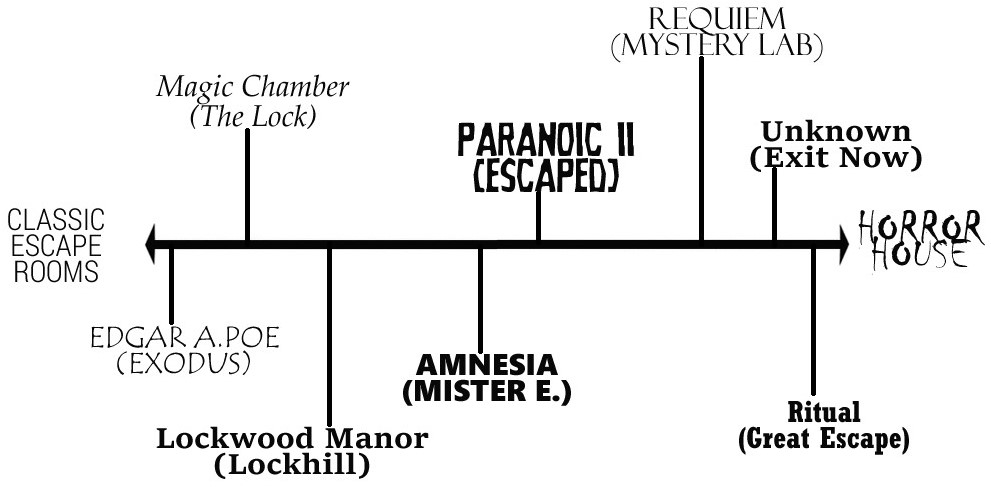 REQUIEM
(MYSTERY LAB)
Magic Chamber
(The Lock)
PARANOIC II
(ESCAPED)
Unknown
(Exit Now)
CLASSIC
ESCAPE
ROOMS
HORROR
HOUSE
EDGAR A.POE
(EXODUS)
AMNESIA
(MISTER E.)
Ritual
(Great Escape)
Lockwood Manor
(Lockhill)